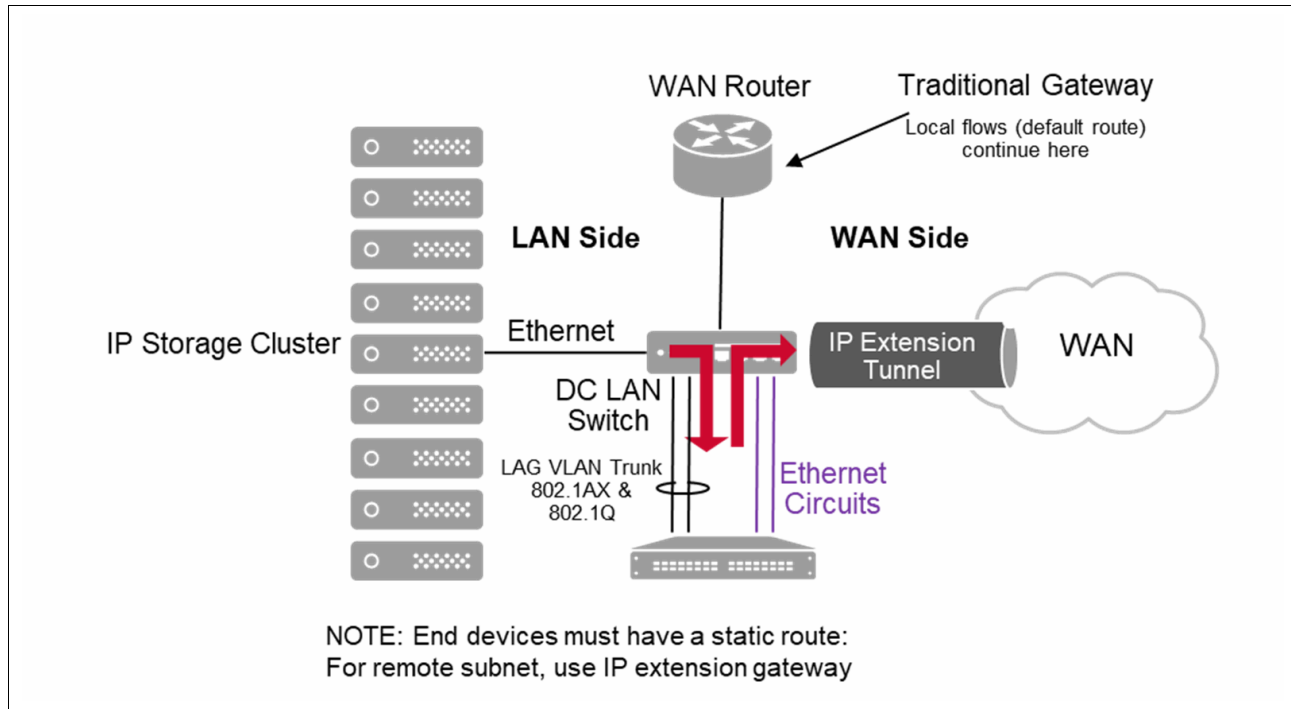 WAN Router
Traditional Gateway
Local flows (default route)
continue here
LAN Side
WAN Side
IP Storage Cluster
Ethernet
IP Extension
Tunnel
WAN
DC LAN
Switch
LAG VLAN Trunk
802.1AX &
802.1Q
Ethernet
Circuits
NOTE: End devices must have a static route:
For remote subnet, use IP extension gateway